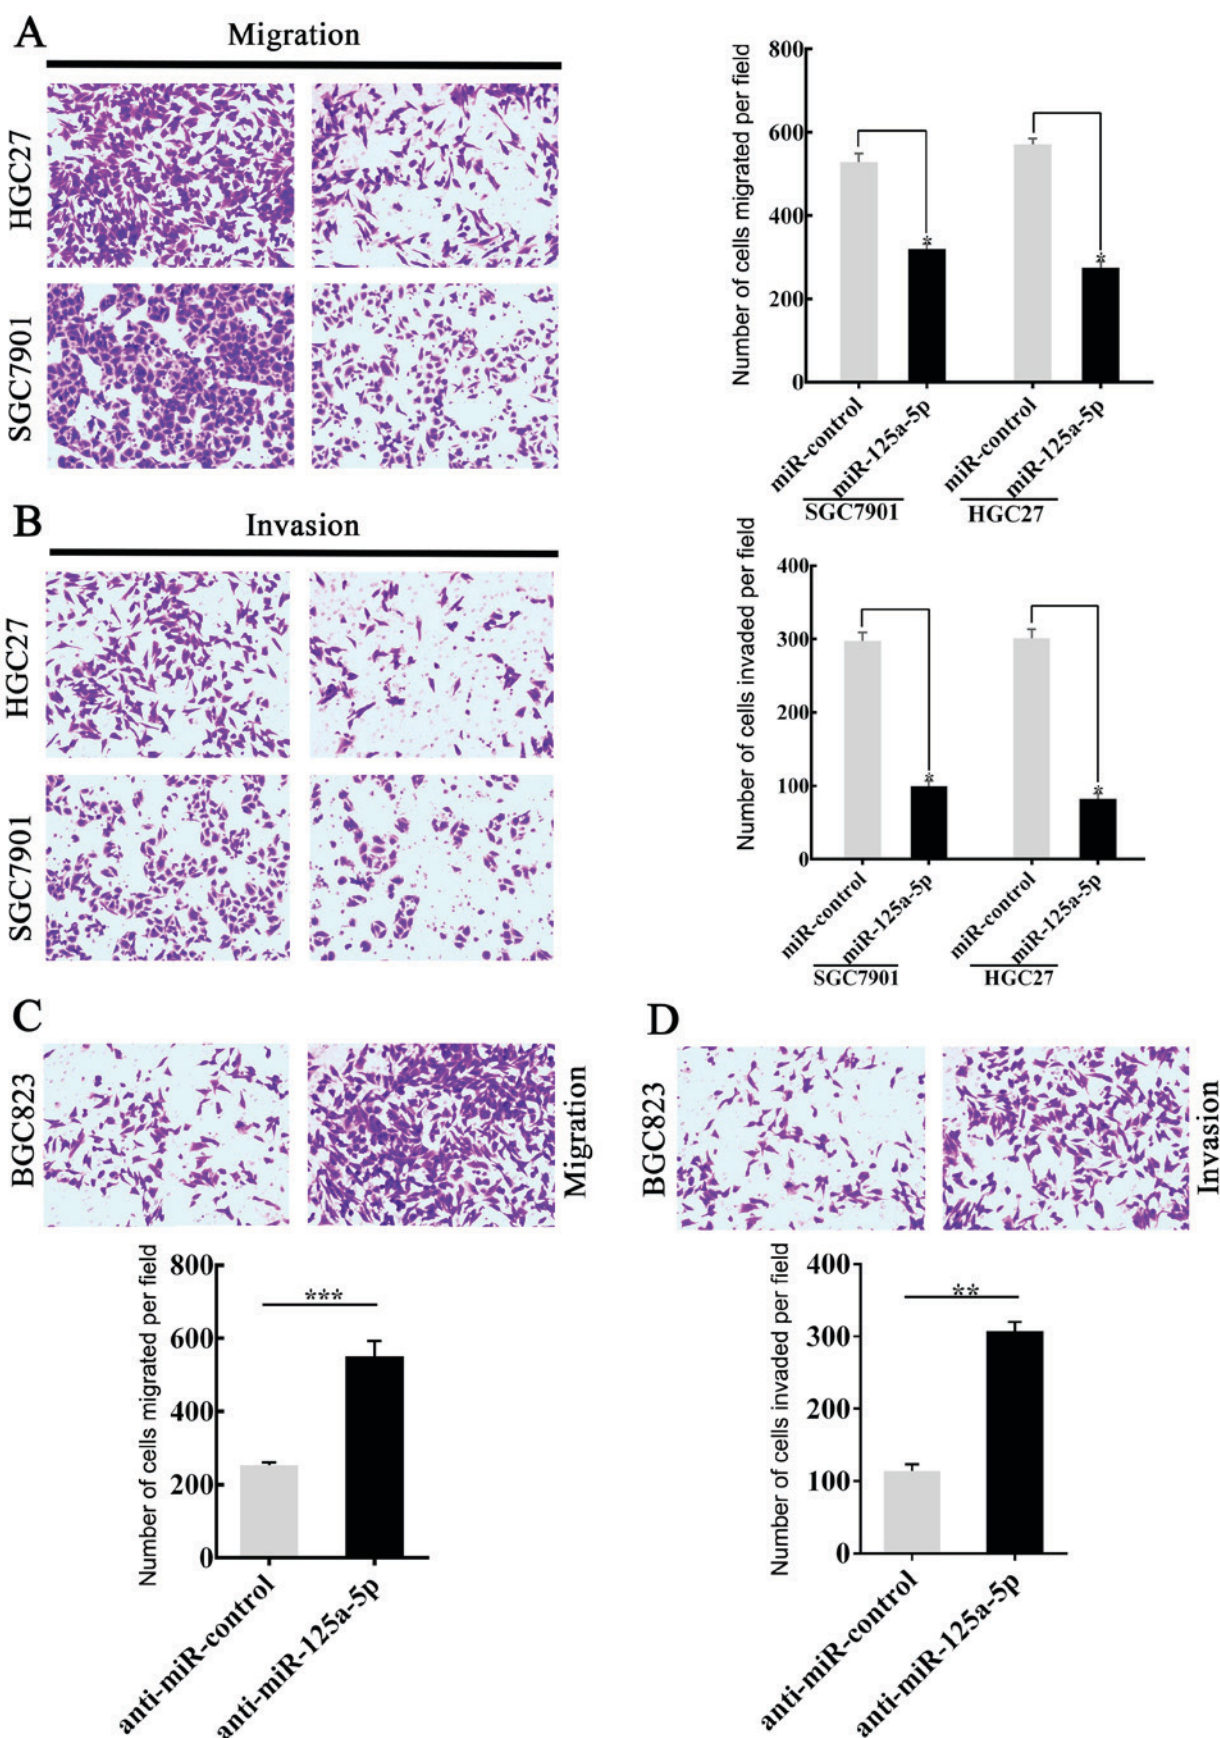 A
Migration
HGC27
SGC7901
Number of cells migrated per field
800
600
400
200
0
*
*
miR-control
miR-125a-5p
miR-control
miR-125a-5p
SGC7901
HGC27
B
Invasion
HGC27
SGC7901
Number of cells invaded per field
400
300
200
100
0
*
*
miR-control
miR-125a-5p
miR-control
miR-125a-5p
SGC7901
HGC27
C
BGC823
Migration
Number of cells migrated per field
800
600
400
200
0
***
anti-miR-control
anti-miR-125a-5p
D
BGC823
Invasion
Number of cells invaded per field
400
300
200
100
0
**
anti-miR-control
anti-miR-125a-5p